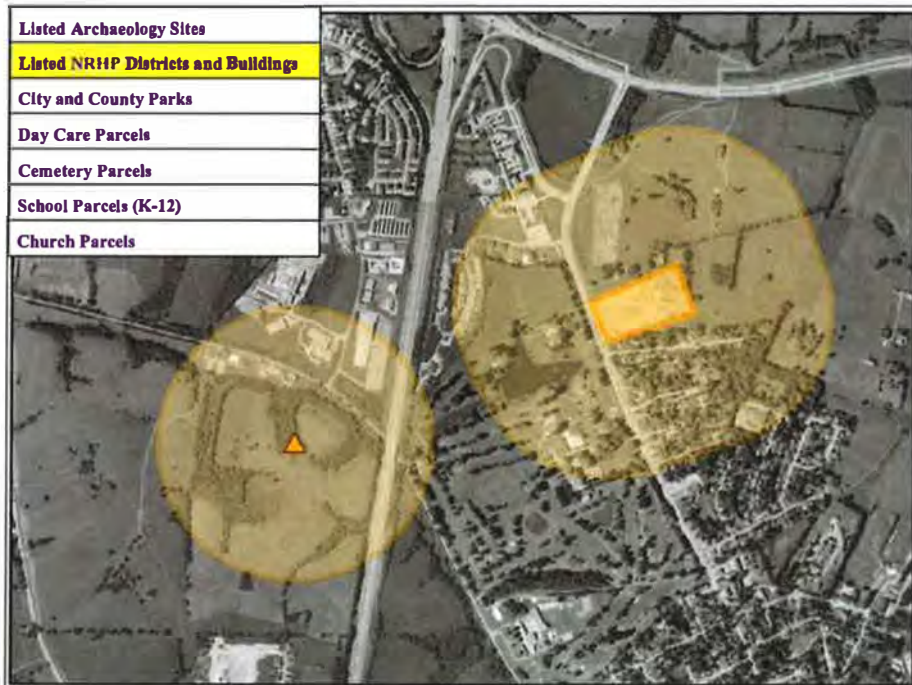 Listed Archaeology Sites
Listed NRHP Districts and Buildings
City and County Parks
Day Care Parcels
Cemetery Parcels
School Parcels (K-12)
Church Parcels